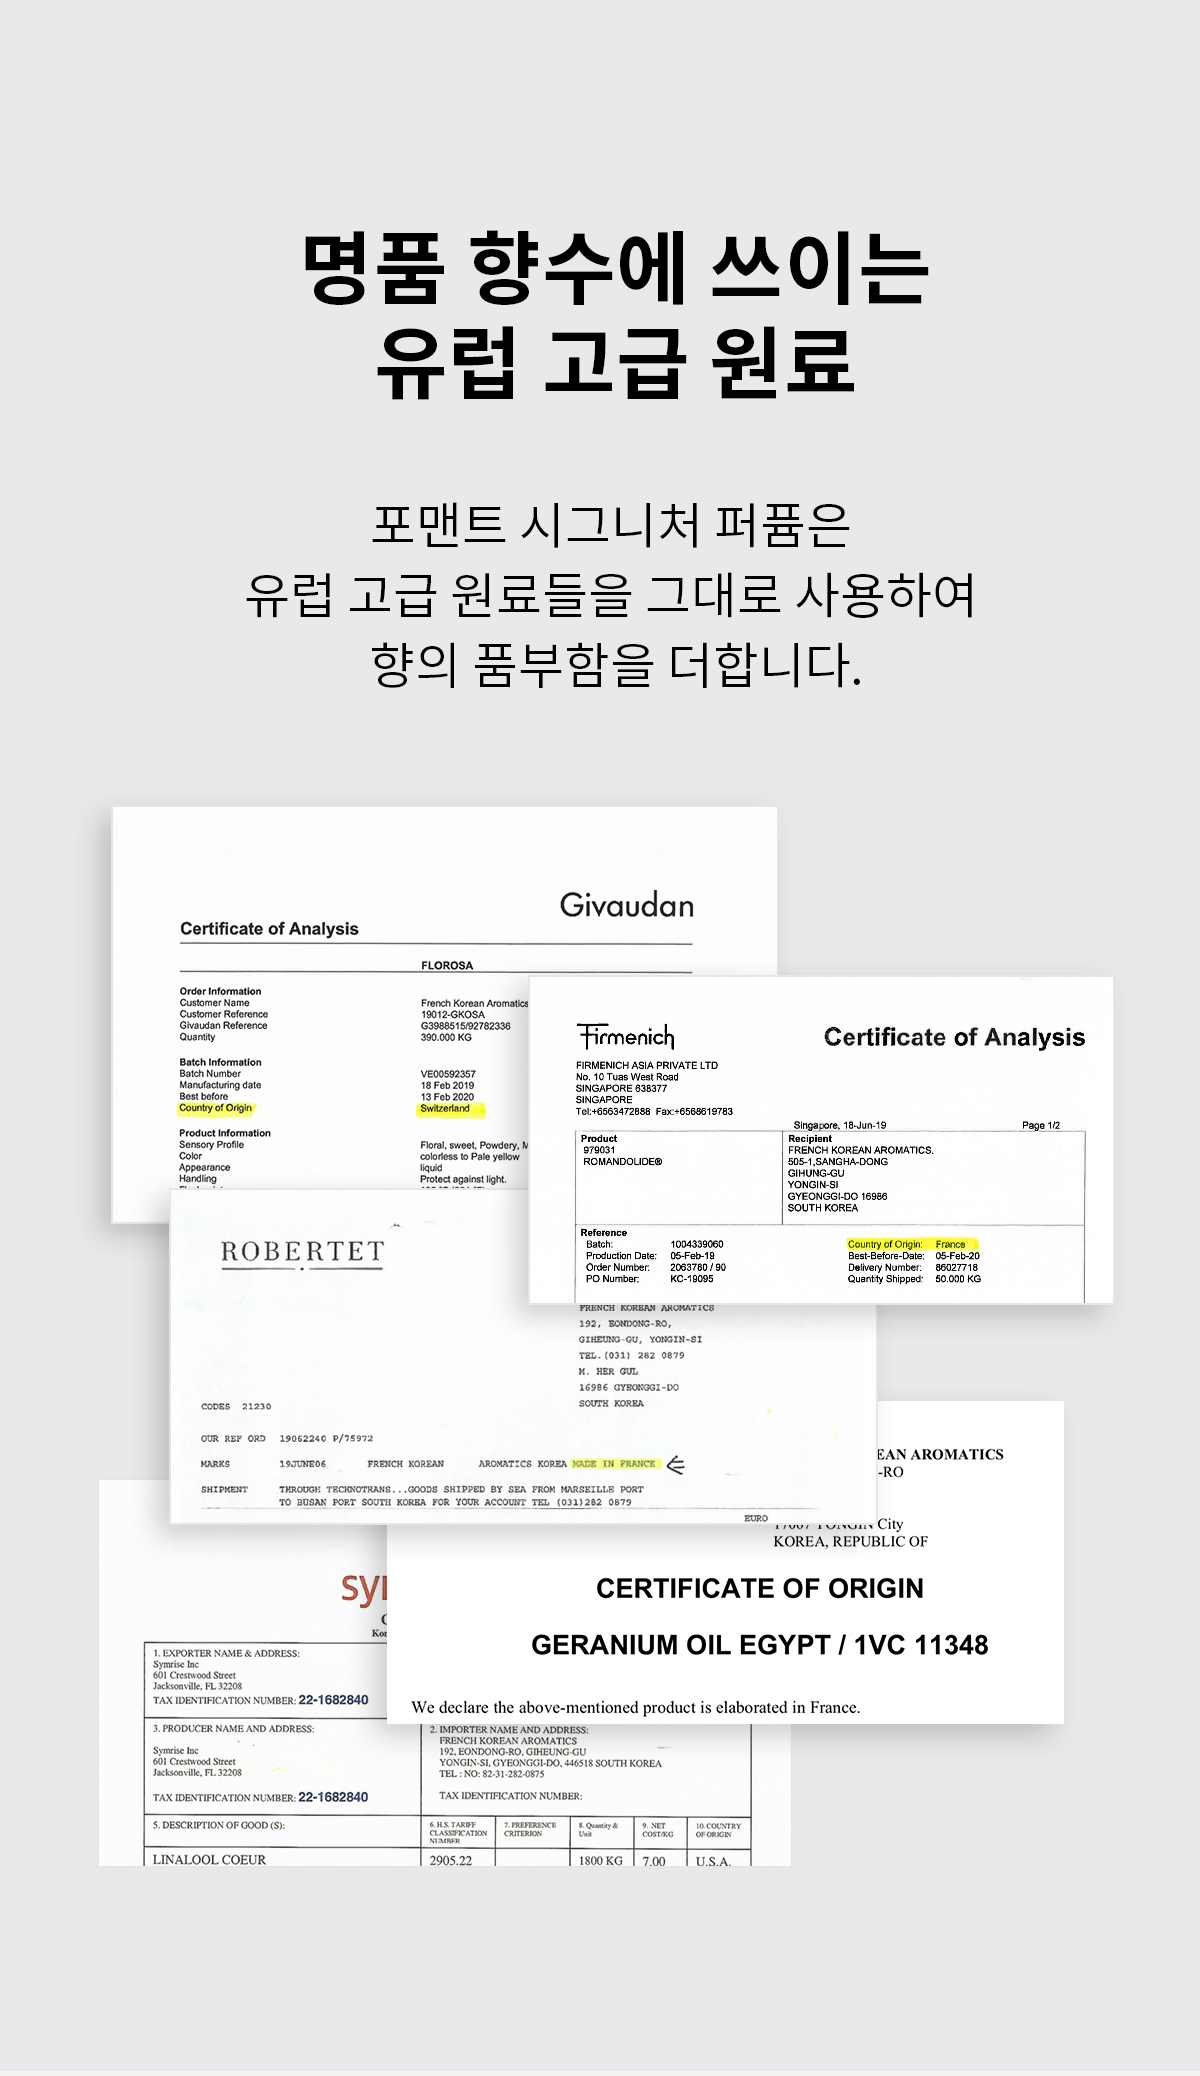 명품 향수에 쓰이는
유럽 고급 원료
포맨트 시그니처 퍼퓸은
유럽 고급 원료들을 그대로 사용하여
향의 품부함을 더합니다.
Givaudan
Certificate of Analysis
FLOROSA
Order Information
Customer Name French Korean Aromatics
Customer Reference 19012-GKOSA
Givaudan Reference G3988515/92782336
Quantity 390.000 KG
Batch Information
Batch Number VE00592357
Manufacturing date 18 Feb 2019
Best before 13 Feb 2020
Country of Origin Switzerland
Product Information
Sensory Profile Floral, sweet, Powdery,
Color colorless to Pale yellow
Appearance liquid
Handling Protect against light.
Firmenich Certificate of Analysis
FIRMENICH ASIA PRIVATE LTD
No. 10 Tuas West Road
SINGAPORE 638377
SINGAPORE
Tel:+6563472888 Fax:+6568619783
Singapore, 18-Jun-19 Page 1/2
Product
979031
ROMANDOLIDE®
Recipient
FRENCH KOREAN AROMATICS.
505-1,SANGHA-DONG
GIHUNG-GU
YONGIN-SI
GYEONGGI-DO 16986
SOUTH KOREA
Reference
Batch: 1004339060 Country of Origin: France
Production Date: 05-Feb-19 Best-Before-Date: 05-Feb-20
Order Number: 2063780 / 90 Delivery Number: 86027718
PO Number: KC-19095 Quantity Shipped: 50.000 KG
ROBERTET
FRENCH KOREAN AROMATICS
192, EONDONG-RO,
GIHEUNG-GU, YONGIN-SI
TEL.(031) 282 0879
M. HER GUL
16986 GYEONGGI-DO
SOUTH KOREA
CODES 21230
OUR REF ORD 19062240 P/75972
MARKS 19JUNE06 FRENCH KOREAN AROMATICS KOREA MADE IN FRANCE
SHIPMENT THROUGH TECHNOTRANS...GOODS SHIPPED BY SEA FROM MARSEILLE PORT
TO BUSAN PORT SOUTH KOREA FOR YOUR ACCOUNT TEL (031)282 0879
EURO
EAN AROMATICS
-RO
City
KOREA, REPUBLIC OF
CERTIFICATE OF ORIGIN
GERANIUM OIL EGYPT / 1VC 11348
We declare the above-mentioned product is elaborated in France.
1. EXPORTER NAME & ADDRESS:
Symrise Inc
601 Crestwood Street
Jacksonville, FL 32208
TAX IDENTIFICATION NUMBER: 22-1682840
3. PRODUCER NAME AND ADDRESS:
Symrise Inc
601 Crestwood Street
Jacksonville, FL 32208
TAX IDENTIFICATION NUMBER: 22-1682840
2. IMPORTER NAME AND ADDRESS:
FRENCH KOREAN AROMATICS
192, EONDONG-RO, GIHEUNG-GU
YONGIN-SI, GYEONGGI-DO, 446518 SOUTH KOREA
TEL : NO: 82-31-282-0875
TAX IDENTIFICATION NUMBER:
5. DESCRIPTION OF GOOD (S):
6. H.S. TARIFF
CLASSIFICATION
NUMBER
7. PREFERENCE
CRITERION
8. Quantity &
Unit
9. NET
COST/KG
10. COUNTRY
OF ORIGIN
LINALOOL COEUR 2905.22 1800 KG 7.00 U.S.A.